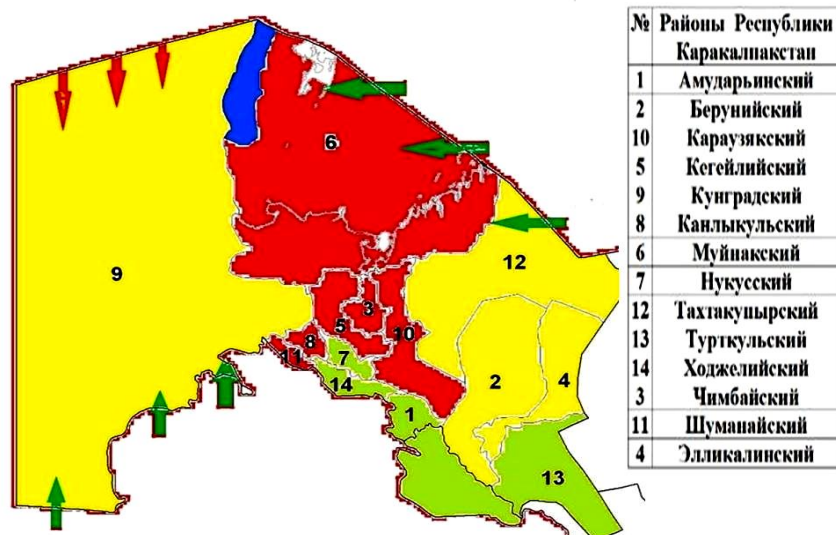 № Районы Республики
Каракалпакстан
1 Амударьинский
2 Берунийский
10 Караузякский
5 Кегейлийский
9 Кунградский
8 Канлыкульский
6 Муйнакский
7 Нукусский
12 Тахтакупырский
13 Турткульский
14 Ходжелийский
3 Чимбайский
11 Шуманайский
4 Элликалинский
6
12
9
3
5
10
8
11
7
14
2
4
1
13